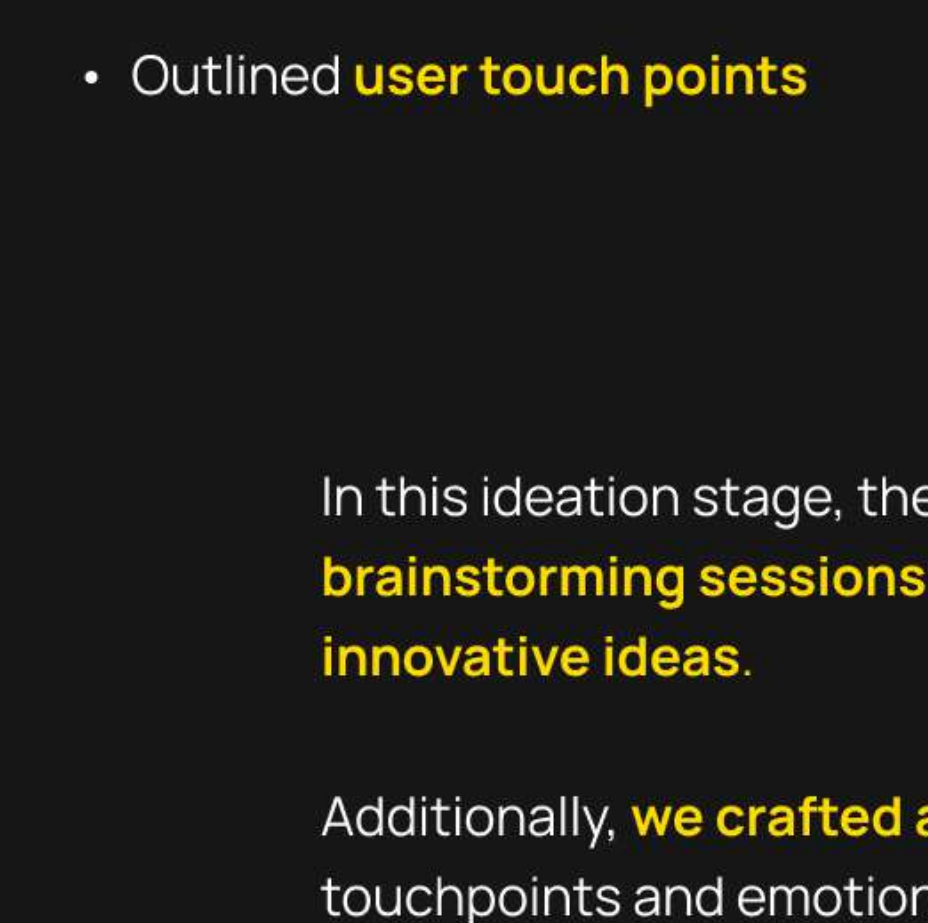 • Outlined user touch points
In this ideation stage, the
brainstorming sessions
innovative ideas.
Additionally, we crafted a
touchpoints and emotion